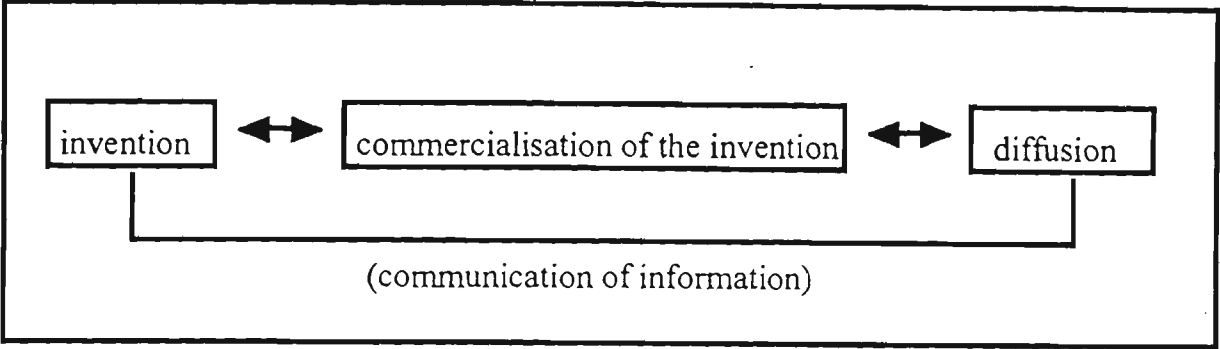 invention
commercialisation of the invention
diffusion
(communication of information)